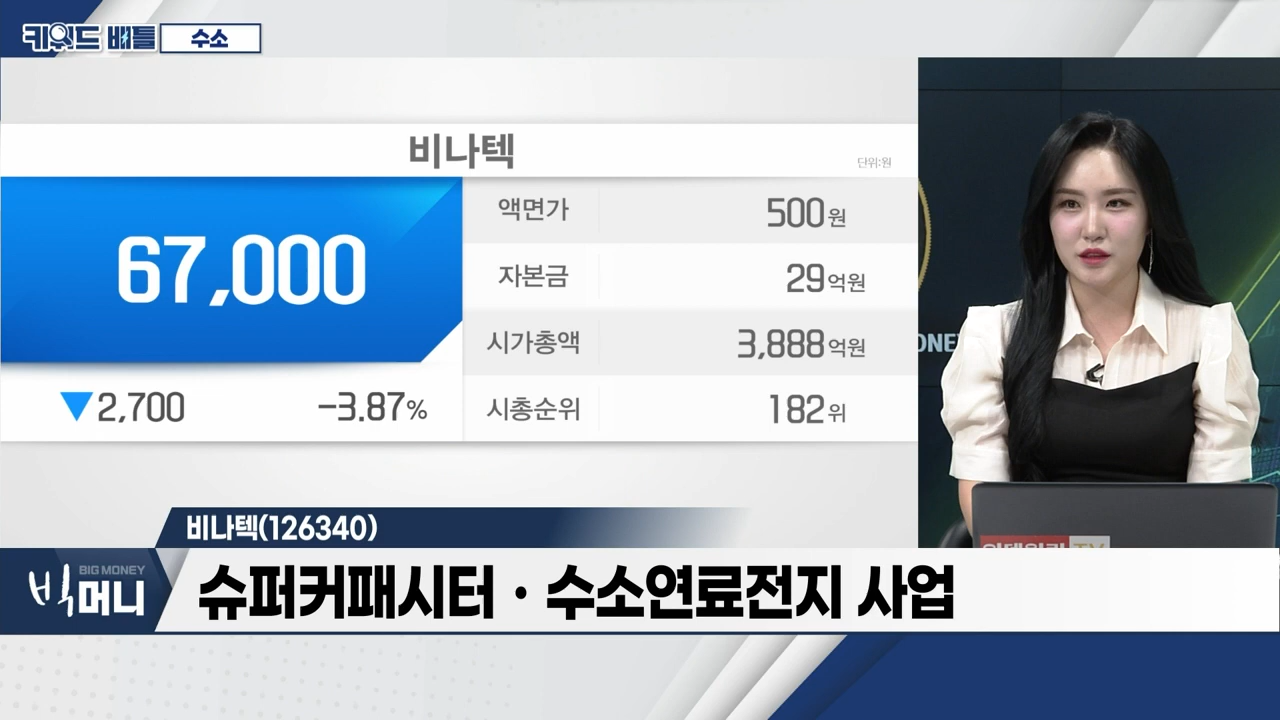 키워드 배틀 수소
비나텍
단위:원
67,000
▼2,700 -3.87%
액면가 500원
자본금 29억원
시가총액 3,888억원
시총순위 182위
비나텍(126340)
BIG MONEY
빅머니
슈퍼커패시터 · 수소연료전지 사업